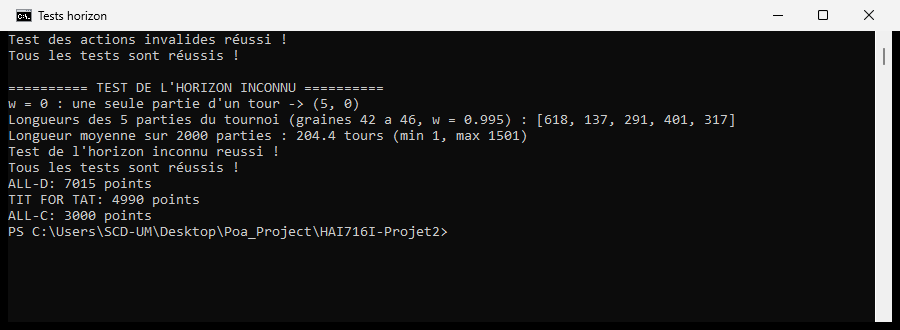 Tests horizon
Test des actions invalides réussi !
Tous les tests sont réussis !
========== TEST DE L'HORIZON INCONNU ==========
w = 0 : une seule partie d'un tour -> (5, 0)
Longueurs des 5 parties du tournoi (graines 42 a 46, w = 0.995) : [618, 137, 291, 401, 317]
Longueur moyenne sur 2000 parties : 204.4 tours (min 1, max 1501)
Test de l'horizon inconnu reussi !
Tous les tests sont réussis !
ALL-D: 7015 points
TIT FOR TAT: 4990 points
ALL-C: 3000 points
PS C:\Users\SCD-UM\Desktop\Poa_Project\HAI716I-Projet2>